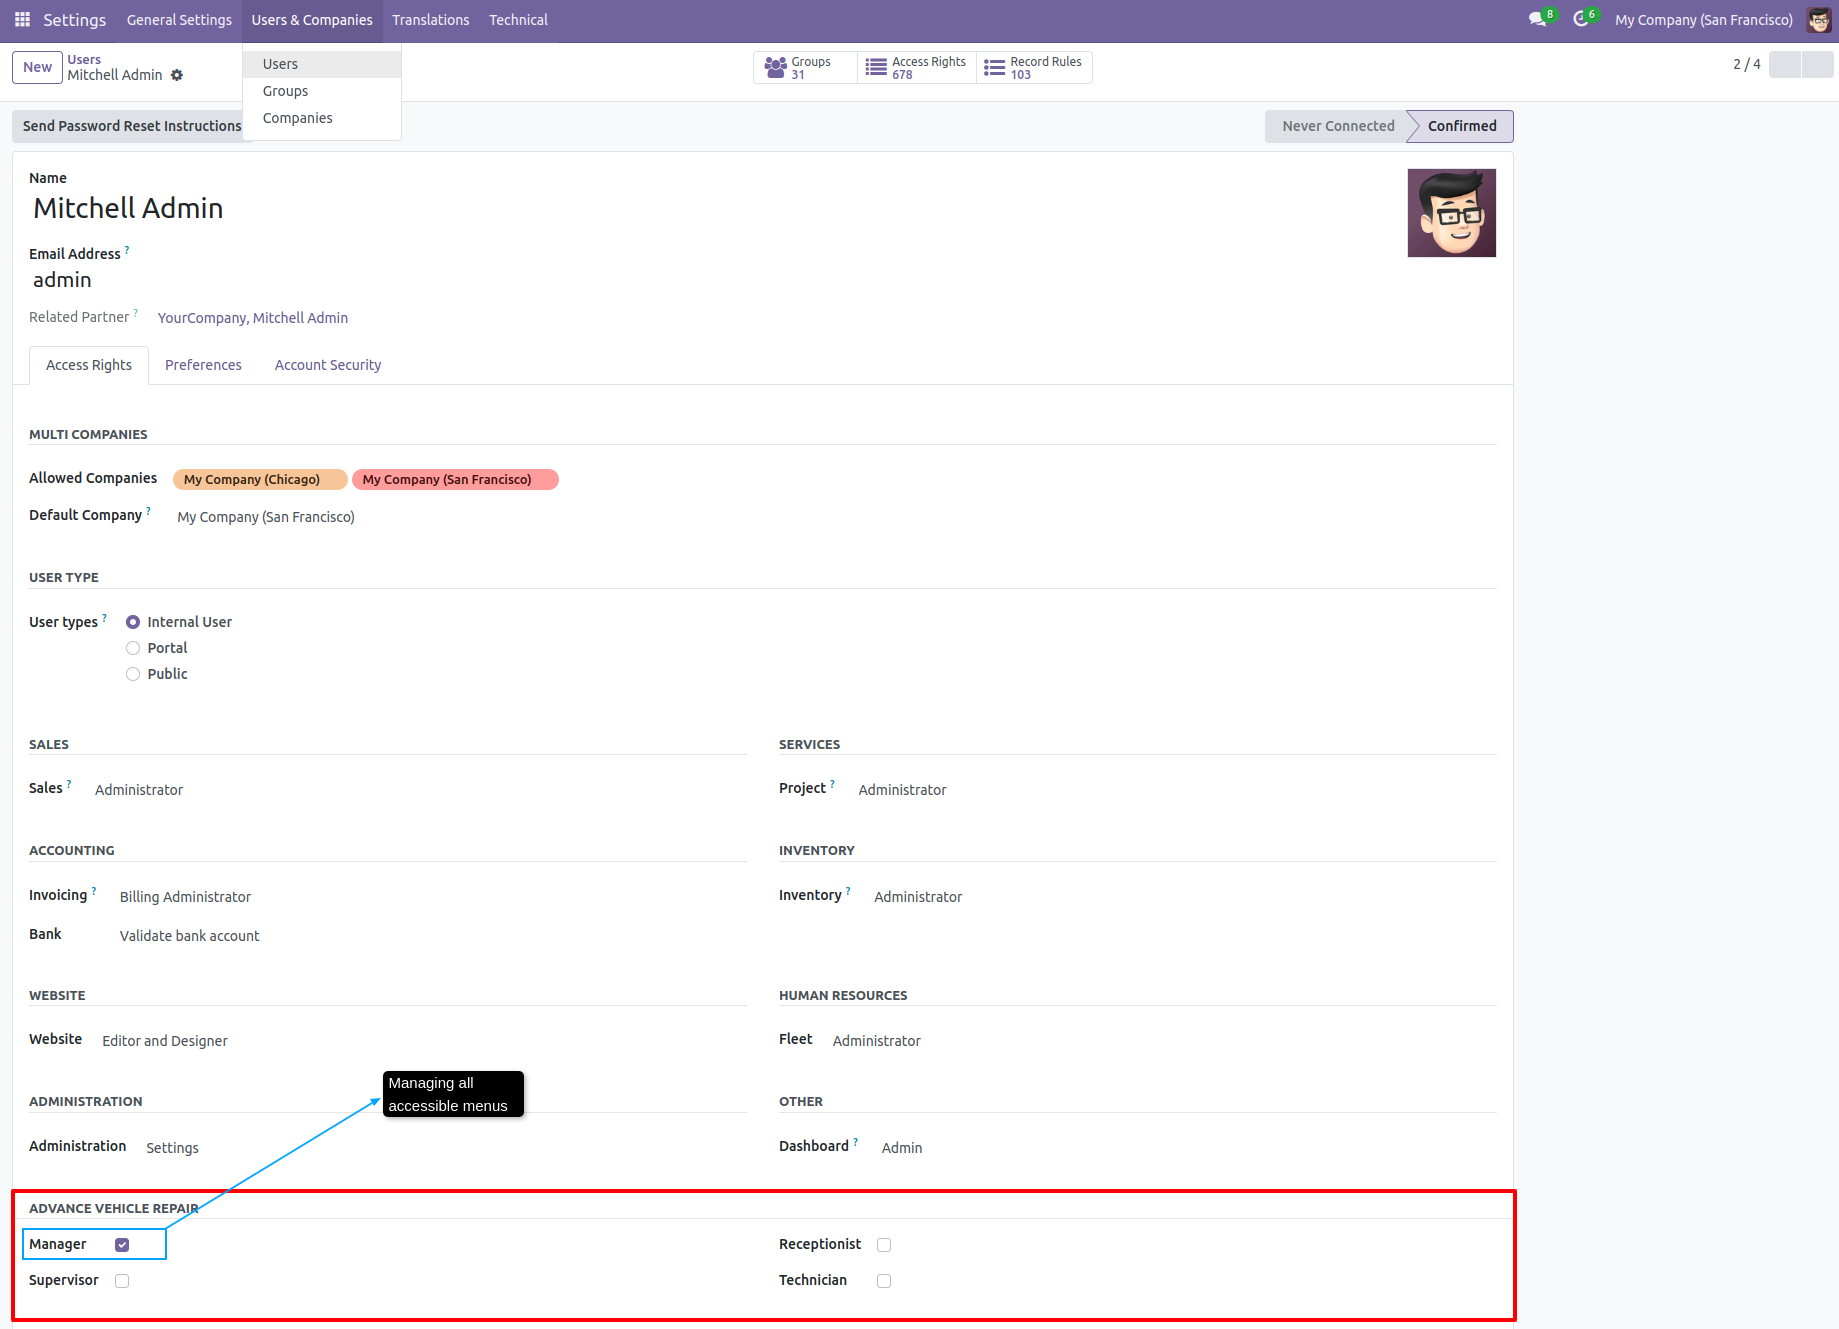 Settings General Settings Users & Companies Translations Technical 8 6 My Company (San Francisco)
New Users
Mitchell Admin
Users
Groups
Companies
Groups
31
Access Rights
678
Record Rules
103
2 / 4
Send Password Reset Instructions
Never Connected Confirmed
Name
Mitchell Admin
Email Address ?
admin
Related Partner ? YourCompany, Mitchell Admin
Access Rights Preferences Account Security
MULTI COMPANIES
Allowed Companies My Company (Chicago) My Company (San Francisco)
Default Company ? My Company (San Francisco)
USER TYPE
User types ? Internal User
Portal
Public
SALES SERVICES
Sales ? Administrator Project ? Administrator
ACCOUNTING INVENTORY
Invoicing ? Billing Administrator Inventory ? Administrator
Bank Validate bank account
WEBSITE HUMAN RESOURCES
Website Editor and Designer Fleet Administrator
Managing all
accessible menus
ADMINISTRATION OTHER
Administration Settings Dashboard ? Admin
ADVANCE VEHICLE REPAIR
Manager Receptionist
Supervisor Technician